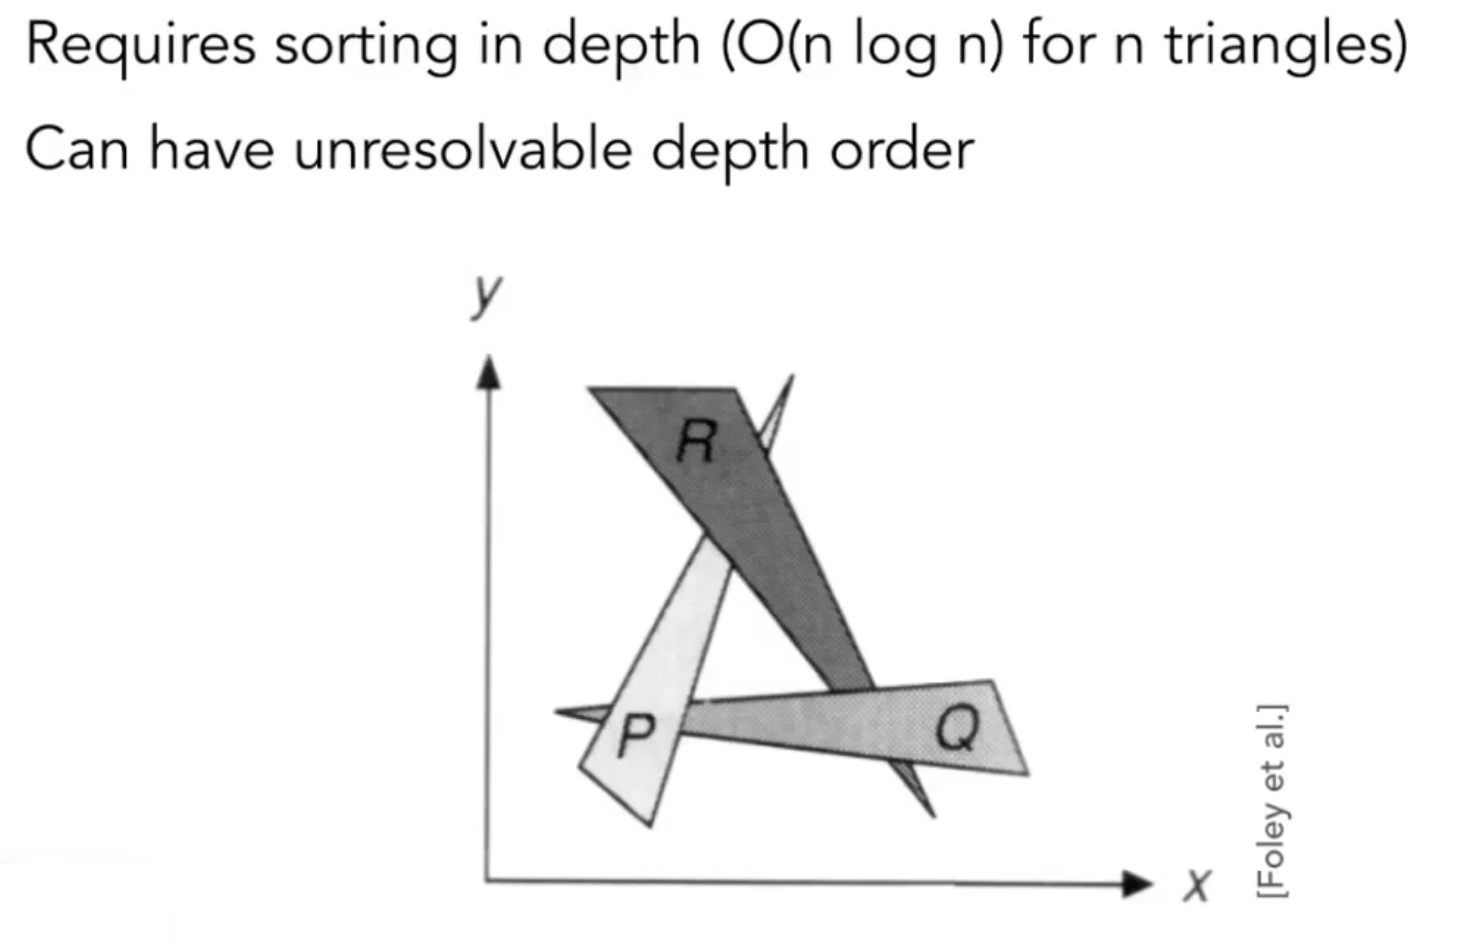 Requires sorting in depth (O(n log n) for n triangles)
Can have unresolvable depth order
y
R
P
Q
x
[Foley et al.]